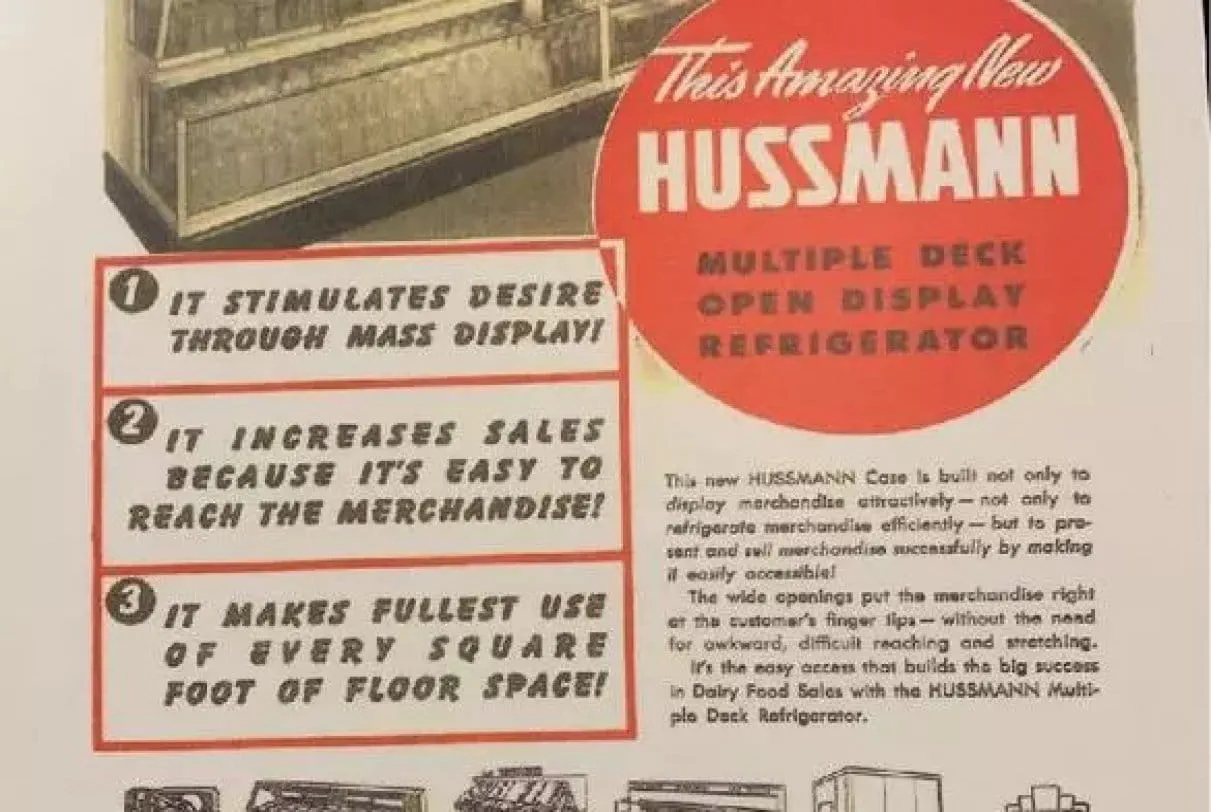 This Amazing New
HUSSMANN
MULTIPLE DECK
OPEN DISPLAY
REFRIGERATOR
1 IT STIMULATES DESIRE
THROUGH MASS DISPLAY!
2 IT INCREASES SALES
BECAUSE IT'S EASY TO
REACH THE MERCHANDISE!
3 IT MAKES FULLEST USE
OF EVERY SQUARE
FOOT OF FLOOR SPACE!
This new HUSSMANN Case is built not only to
display merchandise attractively — not only to
refrigerate merchandise efficiently — but to pre-
sent and sell merchandise successfully by making
it easily accessible!
The wide openings put the merchandise right
at the customer's finger tips — without the need
for awkward, difficult reaching and stretching.
It's the easy access that builds the big success
in Dairy Food Sales with the HUSSMANN Multi-
ple Deck Refrigerator.